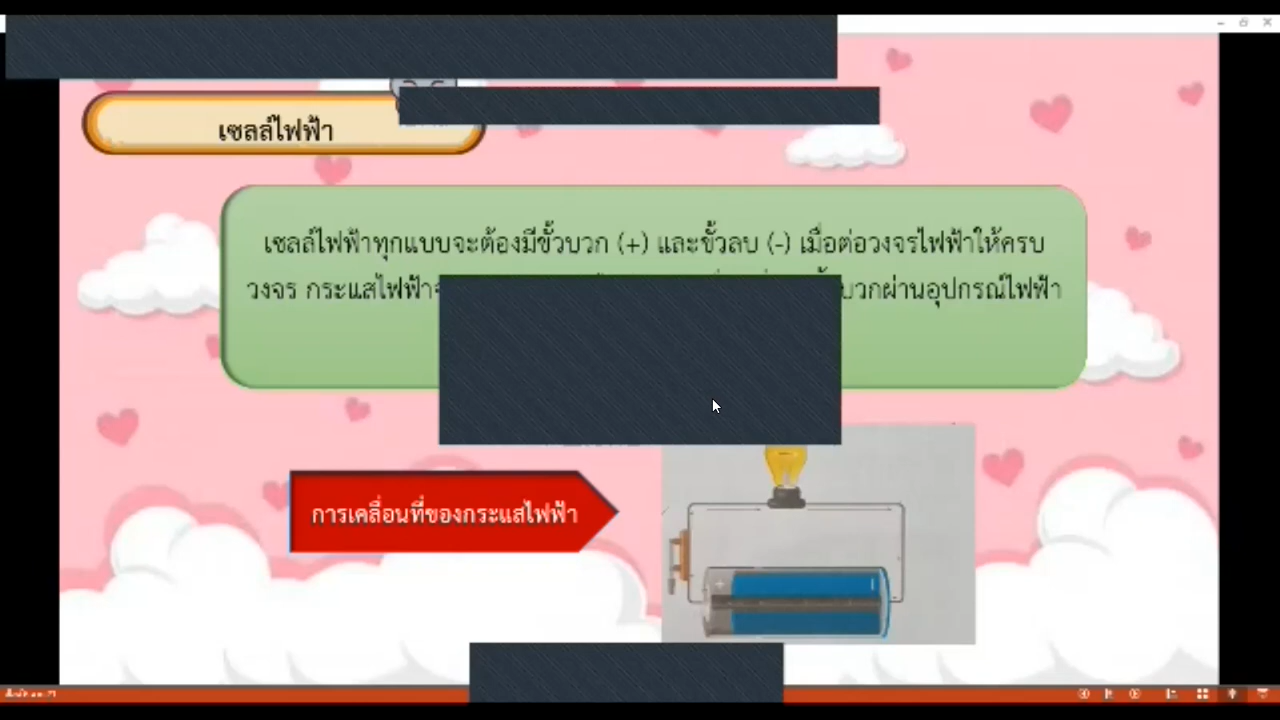 เซลล์ไฟฟ้า
เซลล์ไฟฟ้าทุกแบบจะต้องมีขั้วบวก (+) และขั้วลบ (-) เมื่อต่อวงจรไฟฟ้าให้ครบ
วงจร กระแสไฟฟ้า บวกผ่านอุปกรณ์ไฟฟ้า
การเคลื่อนที่ของกระแสไฟฟ้า